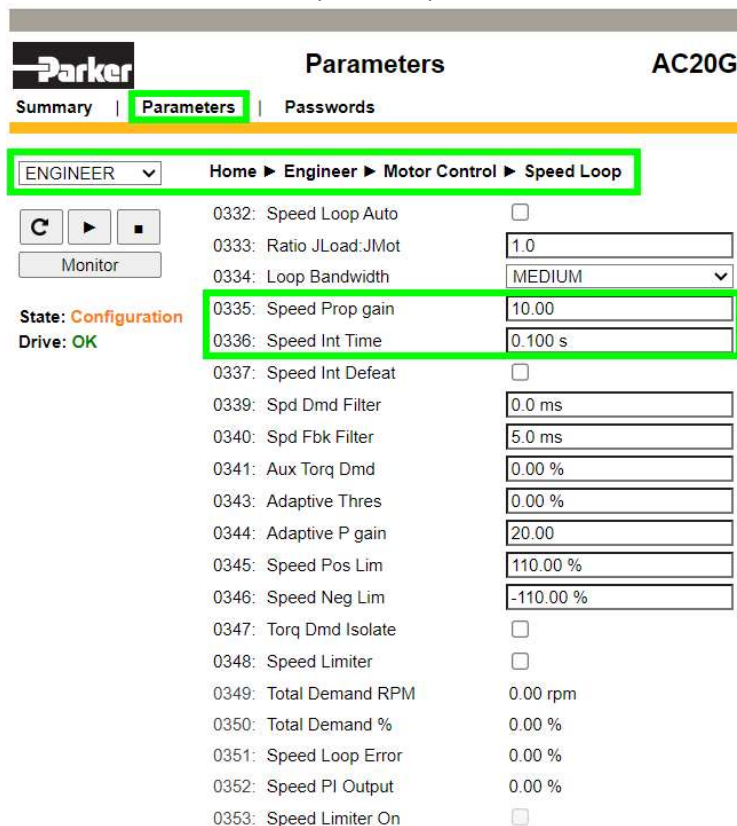 Parker
Parameters
AC20G
Summary | Parameters | Passwords
ENGINEER
Home ► Engineer ► Motor Control ► Speed Loop
Monitor
State: Configuration
Drive: OK
0332: Speed Loop Auto
0333: Ratio JLoad:JMot 1.0
0334: Loop Bandwidth MEDIUM
0335: Speed Prop gain 10.00
0336: Speed Int Time 0.100 s
0337: Speed Int Defeat
0339: Spd Dmd Filter 0.0 ms
0340: Spd Fbk Filter 5.0 ms
0341: Aux Torq Dmd 0.00 %
0343: Adaptive Thres 0.00 %
0344: Adaptive P gain 20.00
0345: Speed Pos Lim 110.00 %
0346: Speed Neg Lim -110.00 %
0347: Torq Dmd Isolate
0348: Speed Limiter
0349: Total Demand RPM 0.00 rpm
0350: Total Demand % 0.00 %
0351: Speed Loop Error 0.00 %
0352: Speed PI Output 0.00 %
0353: Speed Limiter On